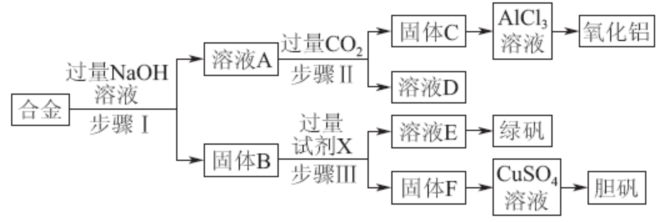 合金
过量NaOH
溶液
步骤Ⅰ
溶液A
过量CO₂
步骤Ⅱ
固体C
AlCl₃
溶液
氧化铝
溶液D
固体B
过量
试剂X
步骤Ⅲ
溶液E
绿矾
固体F
CuSO₄
溶液
胆矾